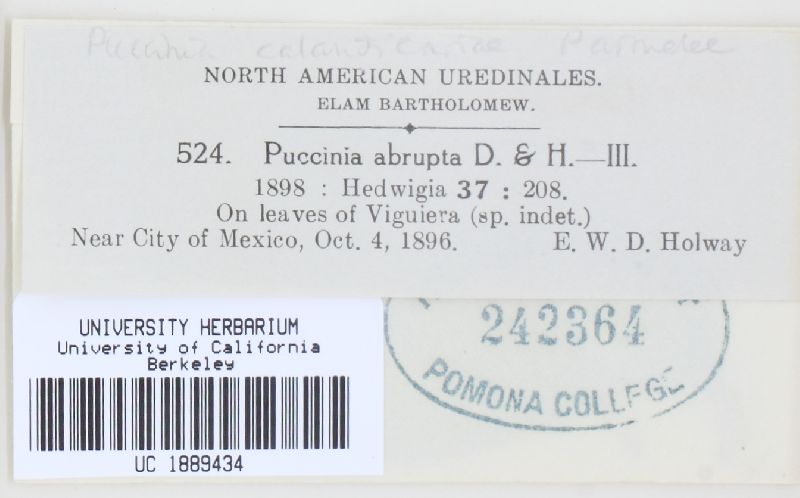 Puccinia Parmelee
NORTH AMERICAN UREDINALES.
ELAM BARTHOLOMEW.
524. Puccinia abrupta D. & H.—III.
1898 : Hedwigia 37 : 208.
On leaves of Viguiera (sp. indet.)
Near City of Mexico, Oct. 4, 1896. E. W. D. Holway
242364
POMONA COLLEGE
UNIVERSITY HERBARIUM
University of California
Berkeley
UC 1889434